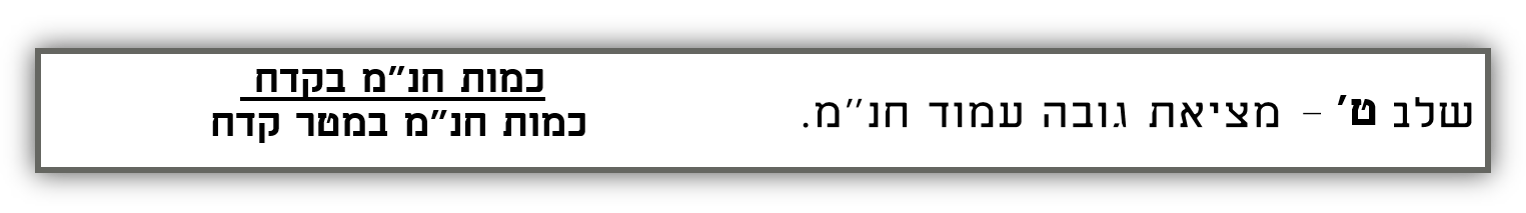 שלב ט' – מציאת גובה עמוד חנ"מ.
כמות חנ"מ בקדח
כמות חנ"מ במטר קדח